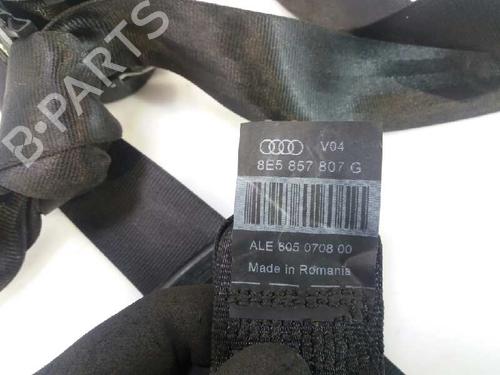 B-PARTS
V04
8E5 857 807 G
ALE 605 0708 00
Made in Romania